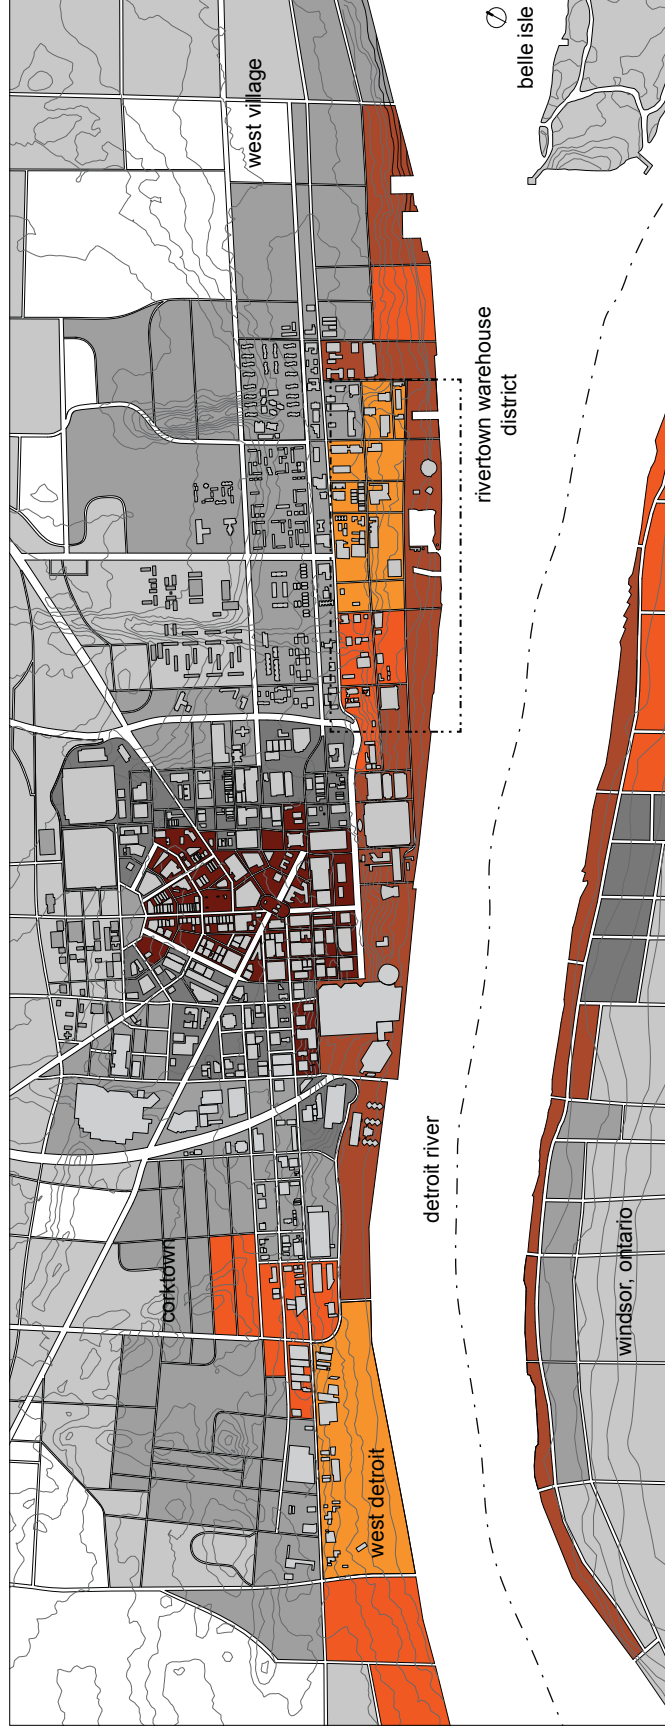 belle isle
west village
rivertown warehouse
district
detroit river
corktown
windsor, ontario
west detroit